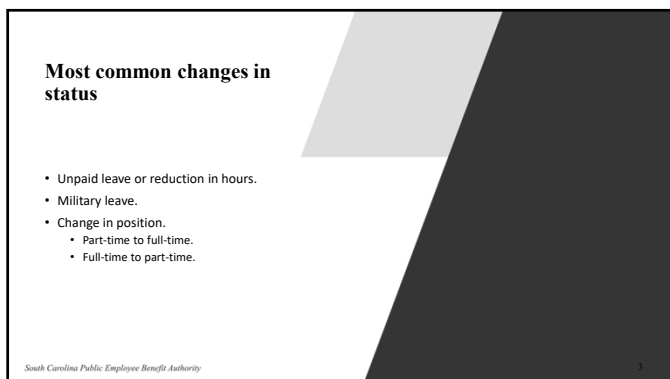 Most common changes in
status
• Unpaid leave or reduction in hours.
• Military leave.
• Change in position.
• Part-time to full-time.
• Full-time to part-time.
South Carolina Public Employee Benefit Authority
3